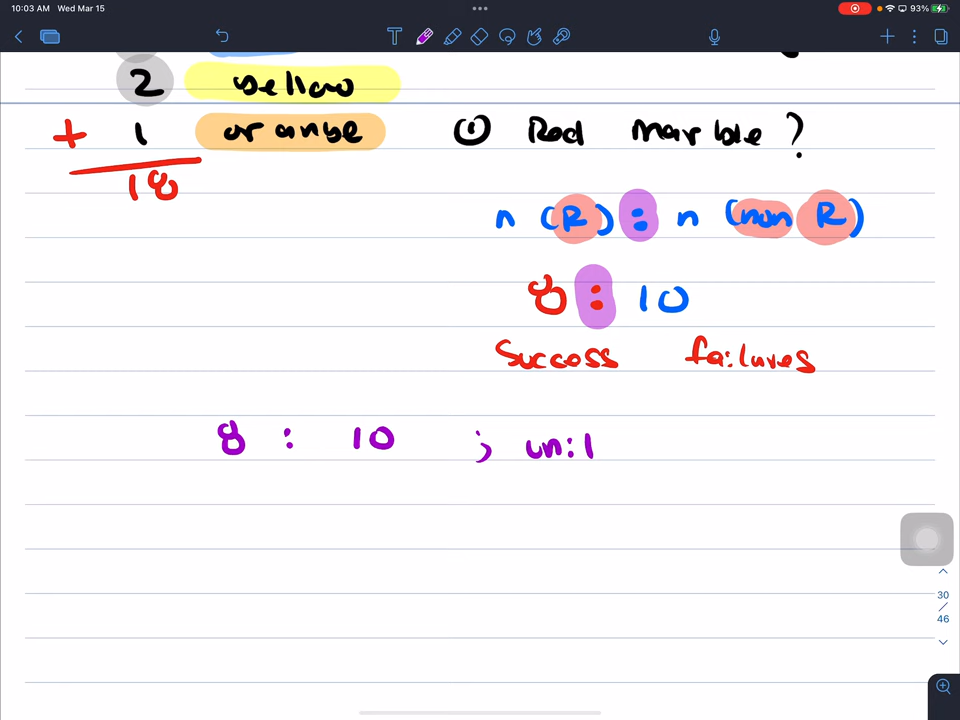 10:03 AM Wed Mar 15
93%
2 yellow
+ 1 orange
18
① Red Marble?
n (R) : n (non R)
8 : 10
Success failures
8 : 10 ; un:l
30
/
46